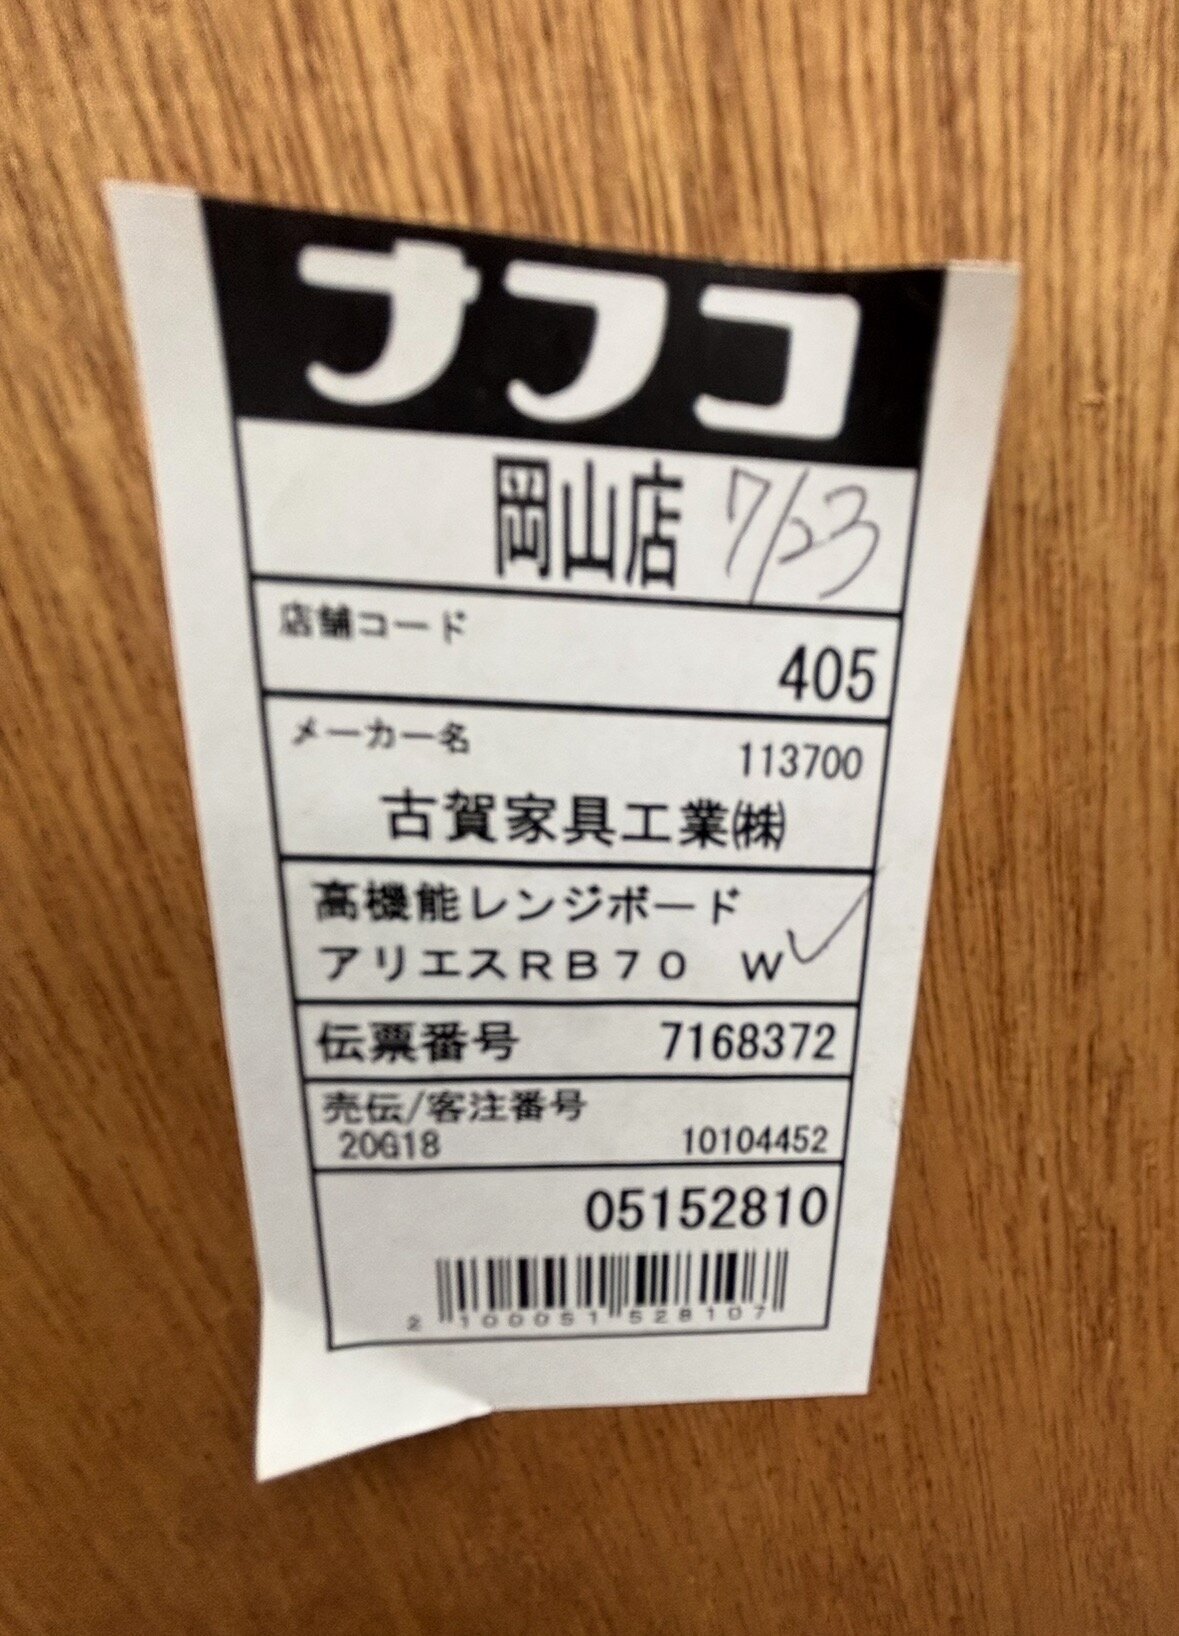 ナフコ
岡山店 7/23
店舗コード
405
メーカー名
113700
古賀家具工業㈱
高機能レンジボード
アリエスRB70 W
伝票番号 7168372
売伝/客注番号
20G18 10104452
05152810
2 100051 528107